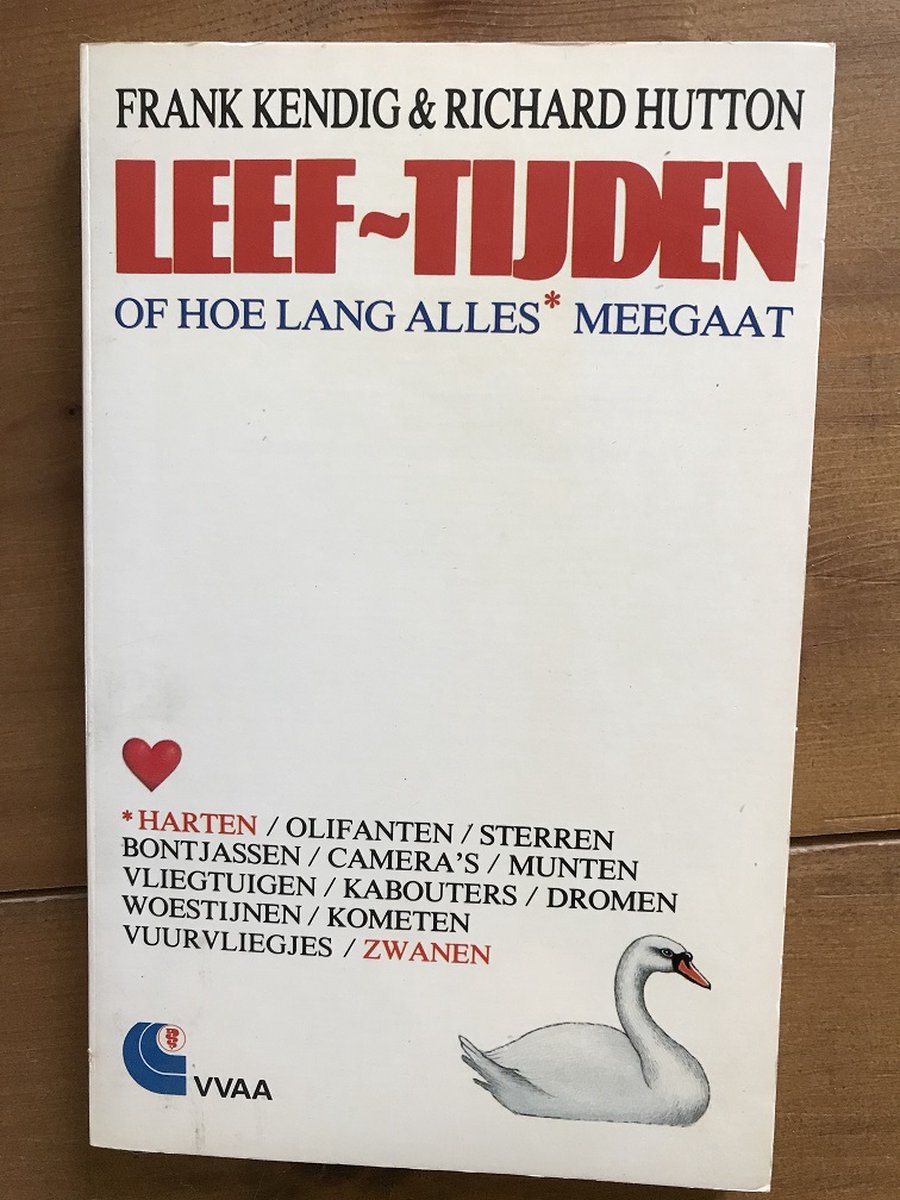 FRANK KENDIG & RICHARD HUTTON
LEEF~TIJDEN
OF HOE LANG ALLES* MEEGAAT
*HARTEN / OLIFANTEN / STERREN
BONTJASSEN / CAMERA'S / MUNTEN
VLIEGTUIGEN / KABOUTERS / DROMEN
WOESTIJNEN / KOMETEN
VUURVLIEGJES / ZWANEN
VVAA